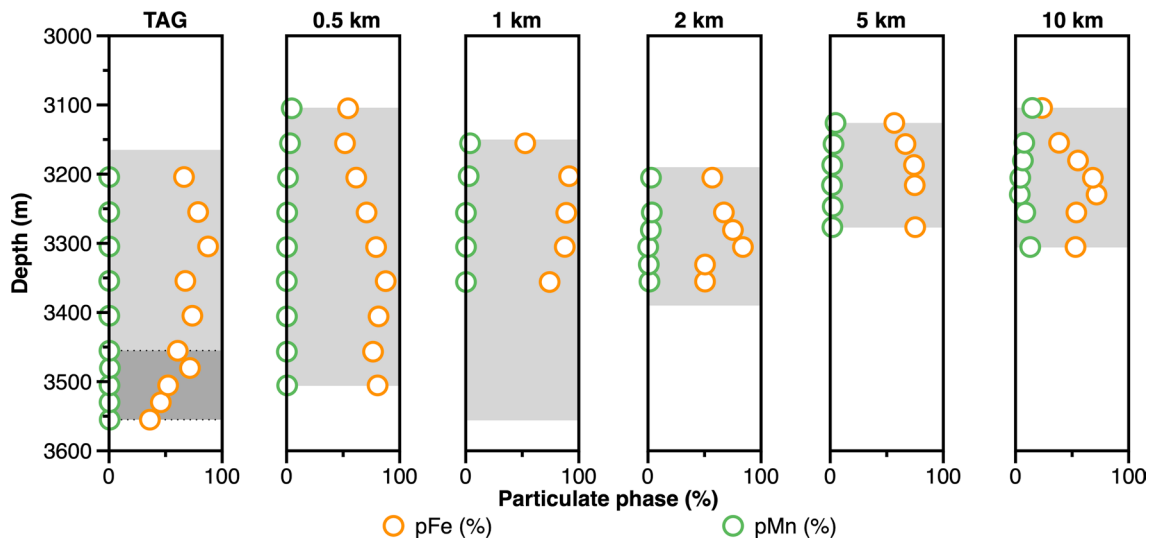 TAG 0.5 km 1 km 2 km 5 km 10 km
3000
3100
3200
3300
3400
3500
3600
Depth (m)
0 100 0 100 0 100 0 100 0 100 0 100
Particulate phase (%)
pFe (%) pMn (%)